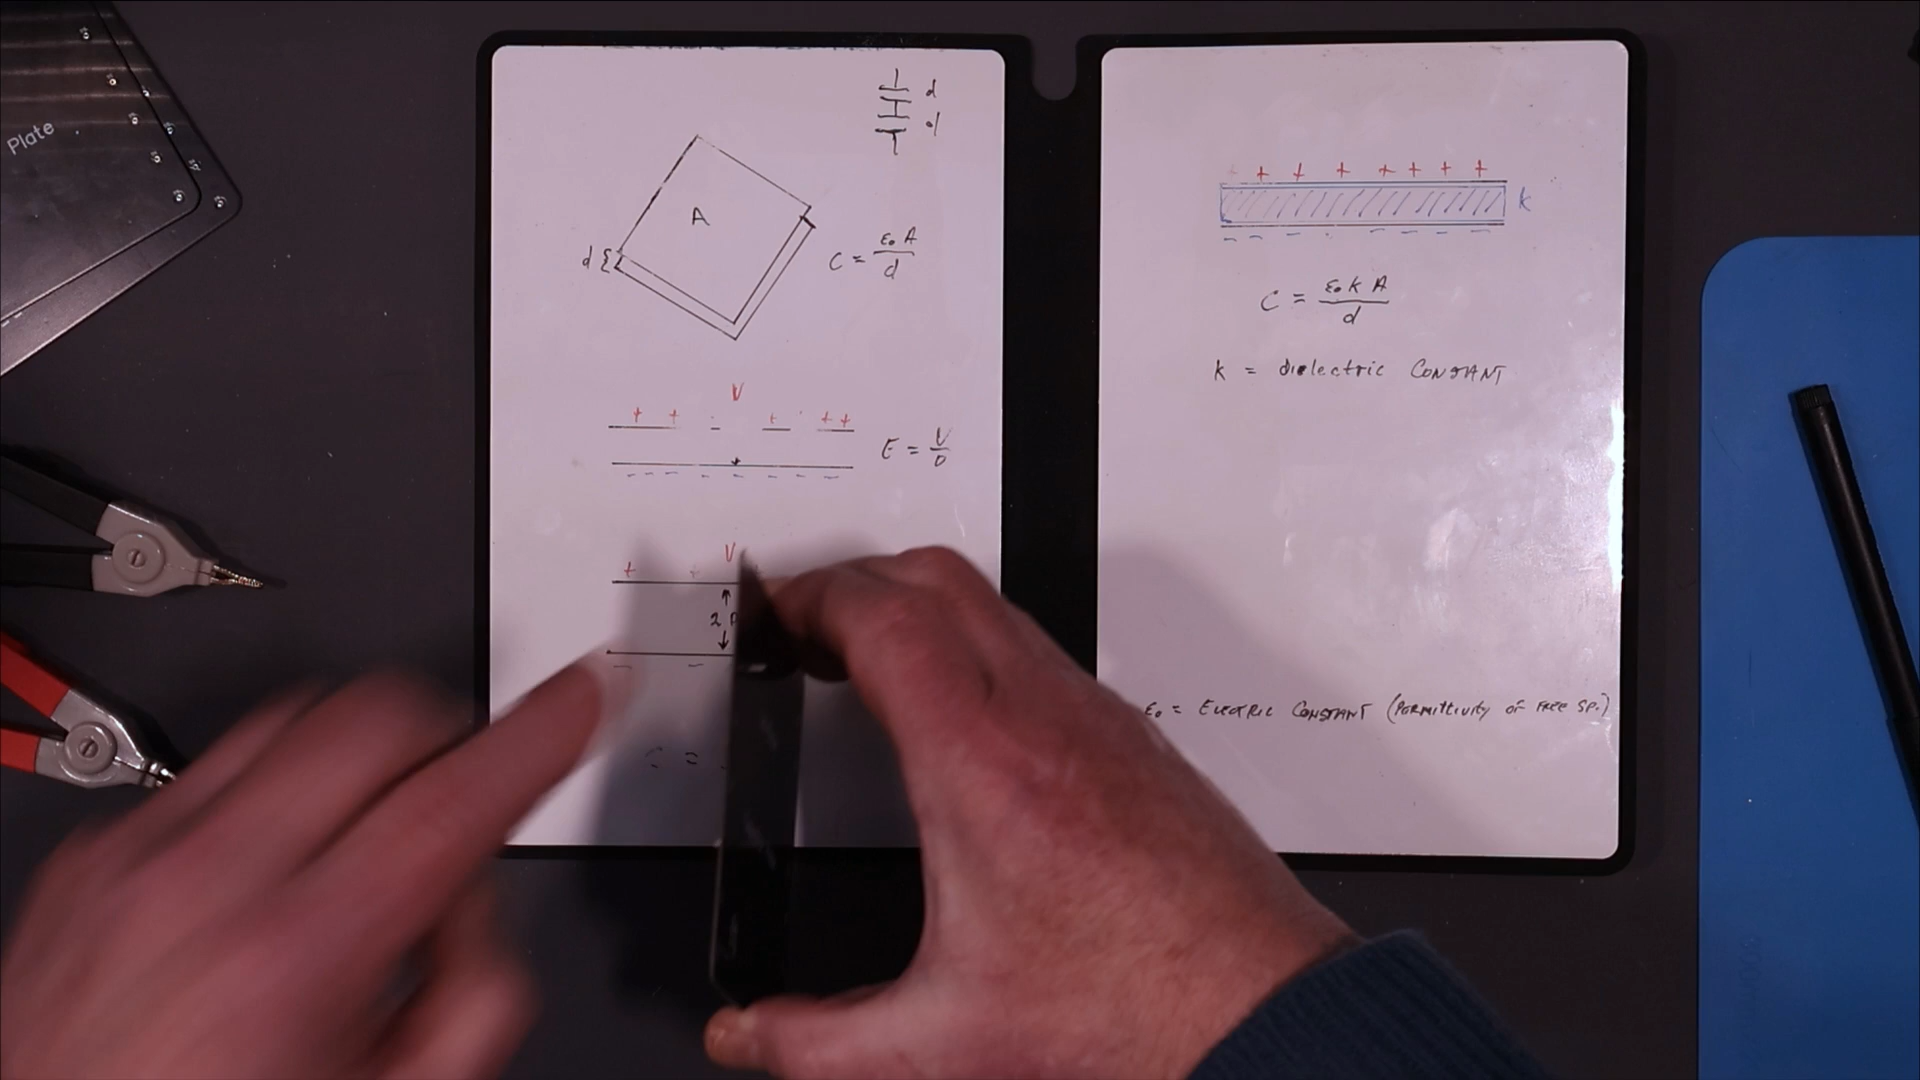 Plate
d
d
A
d {
C = ε₀ A / d
V
+ + + + +
E = V / D
- - - - - - - -
V
+ +
2
- -
C =
+ + + + + + +
k
- - - - - - -
C = ε₀ k A / d
k = dielectric CONSTANT
ε₀ = ELECTRIC CONSTANT (PERMITTIVITY OF FREE SP.)